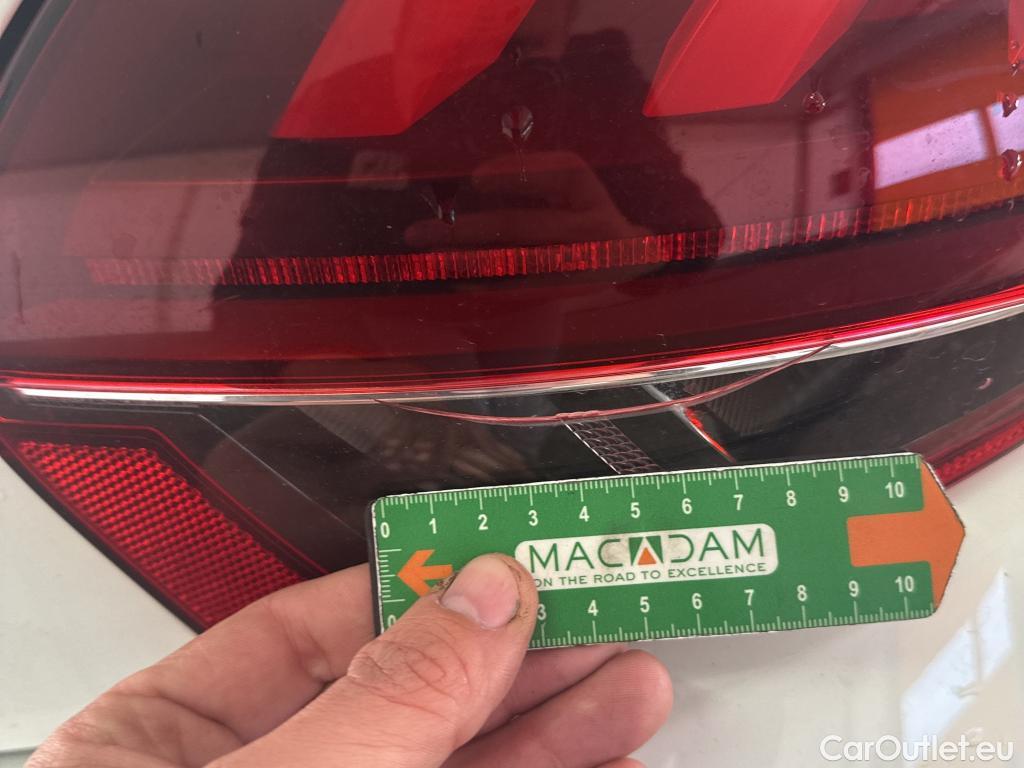 0 1 2 3 4 5 6 7 8 9 10
MACADAM
ON THE ROAD TO EXCELLENCE
0 3 4 5 6 7 8 9 10
CarOutlet.eu